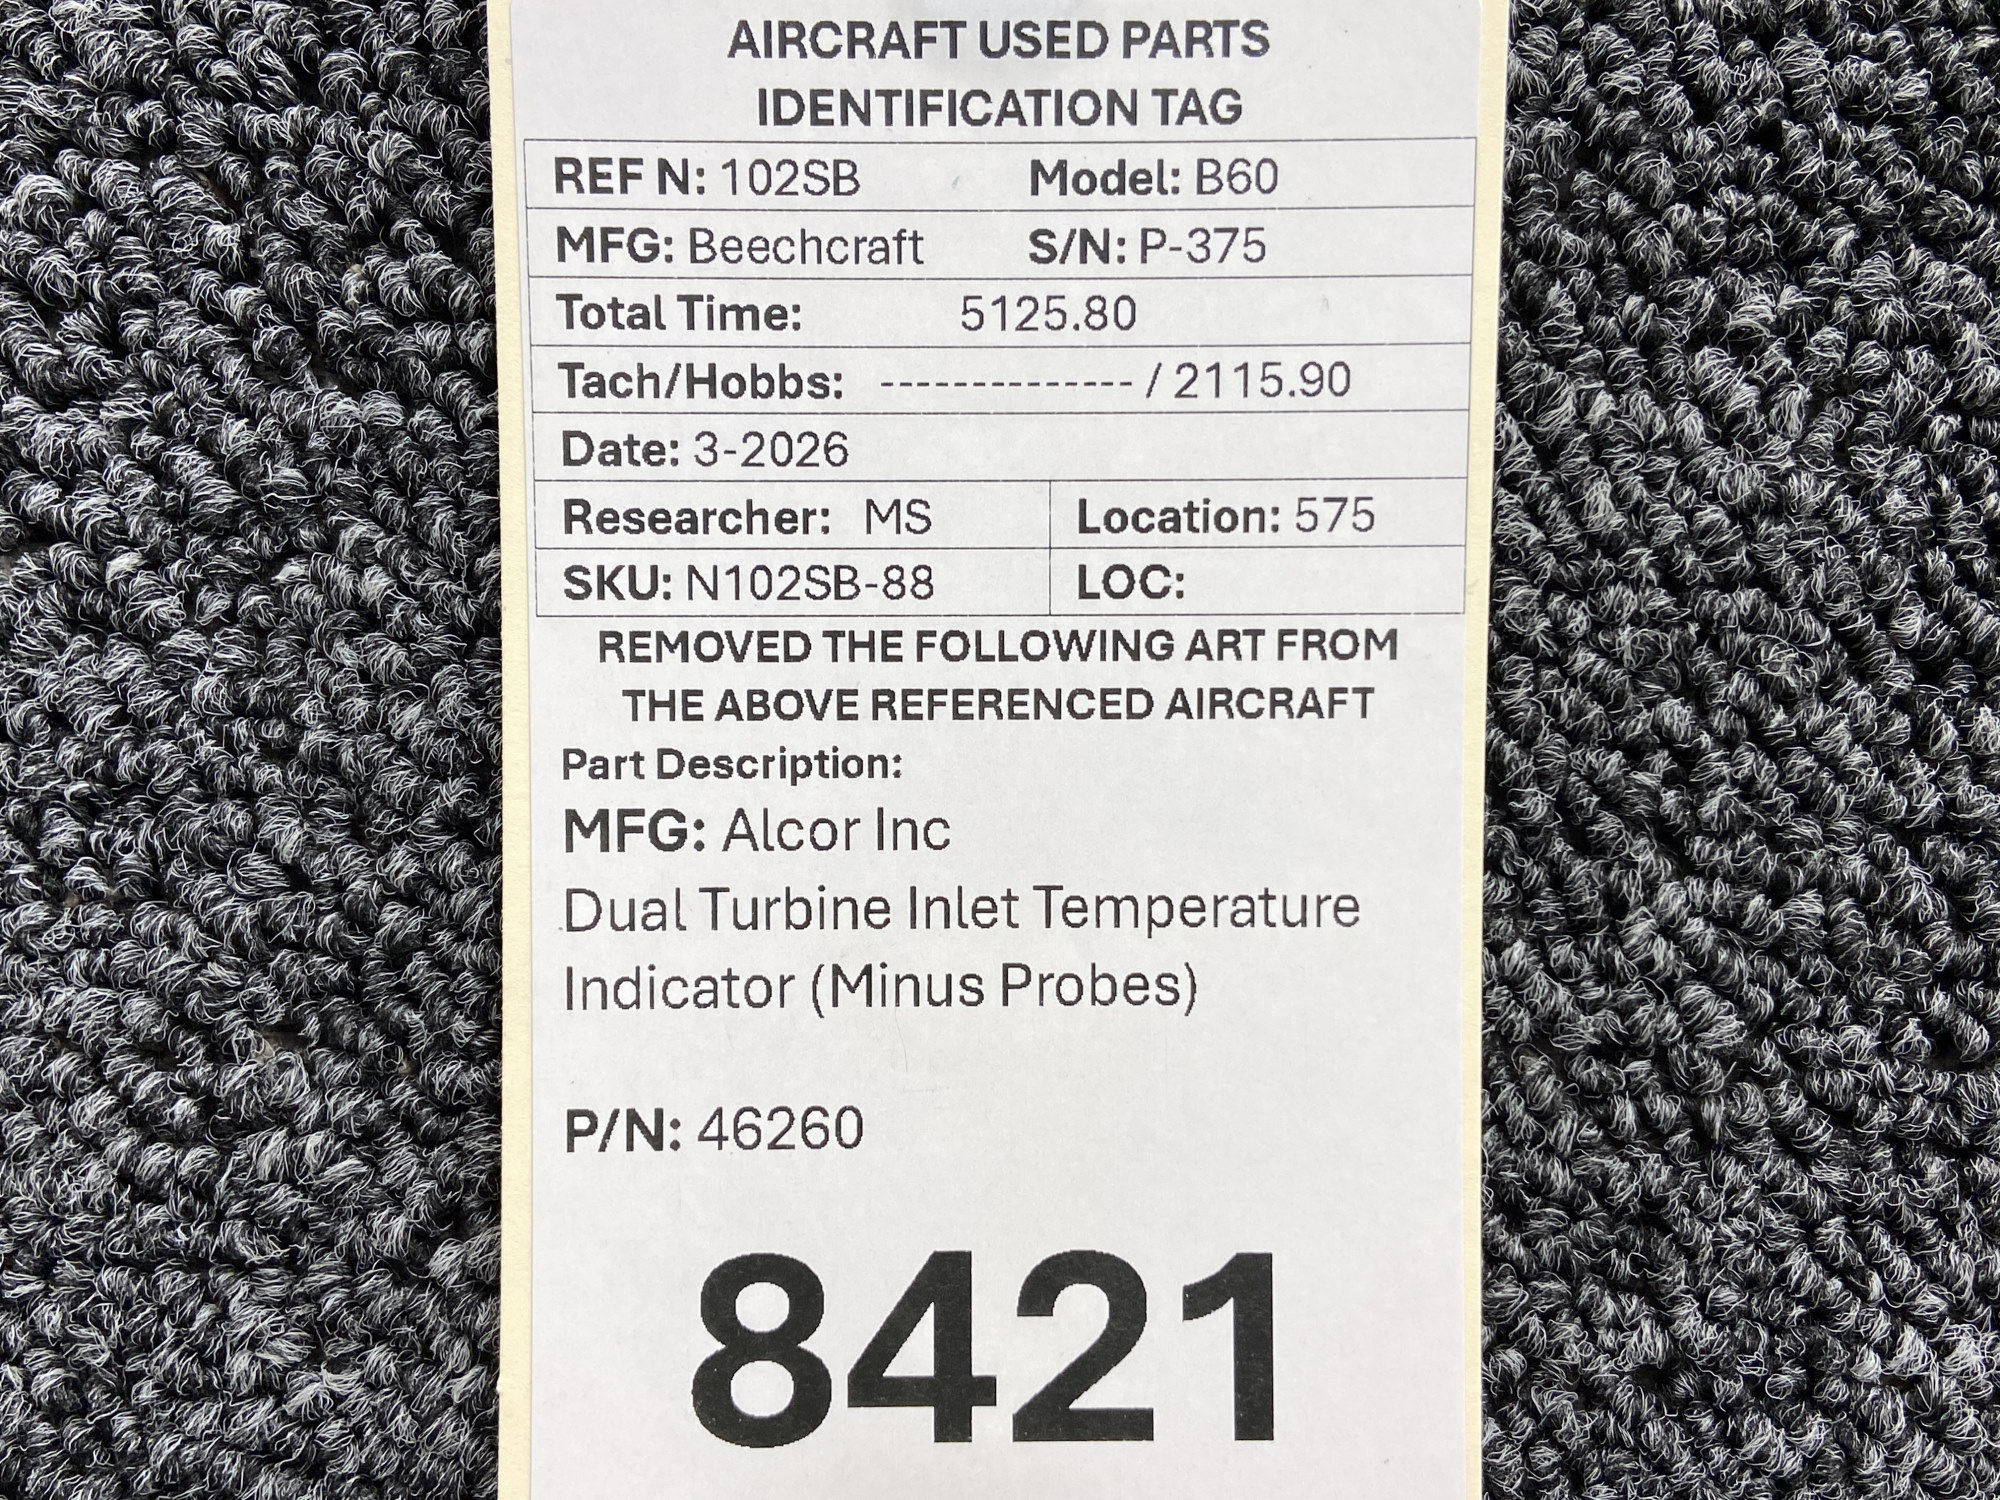 AIRCRAFT USED PARTS
IDENTIFICATION TAG
REF N: 102SB Model: B60
MFG: Beechcraft S/N: P-375
Total Time: 5125.80
Tach/Hobbs: -------------- / 2115.90
Date: 3-2026
Researcher: MS Location: 575
SKU: N102SB-88 LOC:
REMOVED THE FOLLOWING ART FROM
THE ABOVE REFERENCED AIRCRAFT
Part Description:
MFG: Alcor Inc
Dual Turbine Inlet Temperature
Indicator (Minus Probes)
P/N: 46260
8421